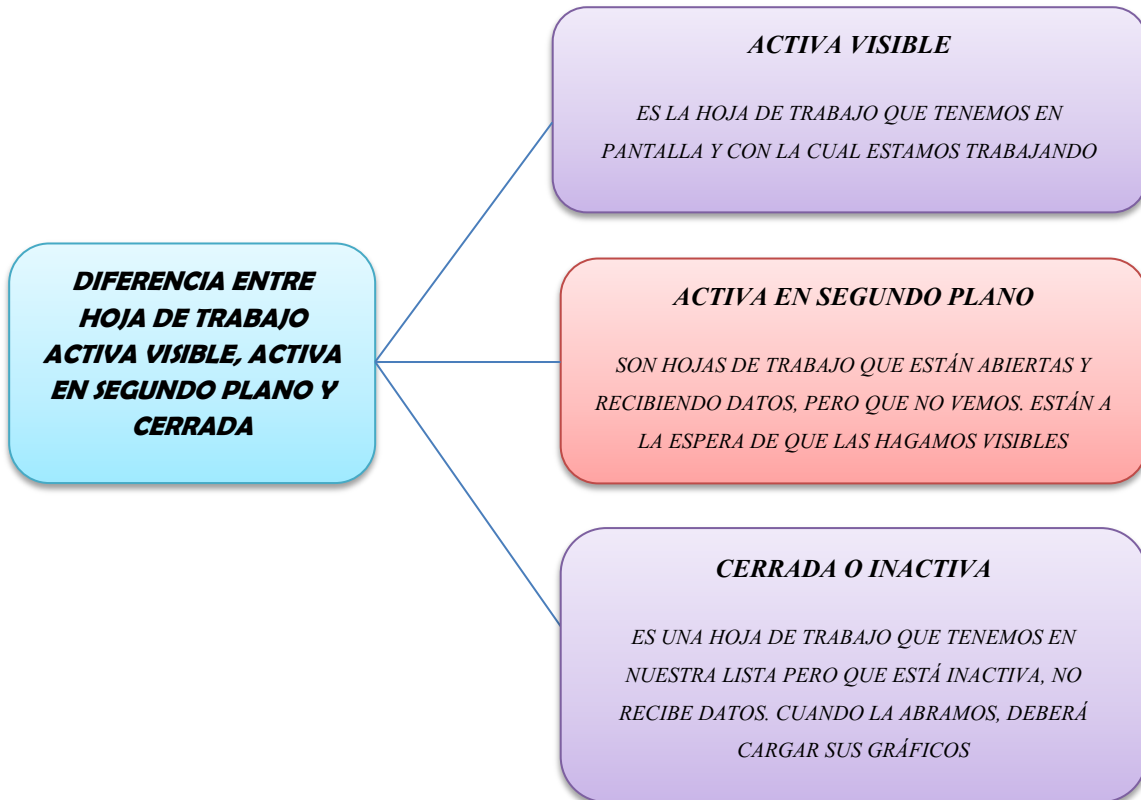 DIFERENCIA ENTRE
HOJA DE TRABAJO
ACTIVA VISIBLE, ACTIVA
EN SEGUNDO PLANO Y
CERRADA
ACTIVA VISIBLE
ES LA HOJA DE TRABAJO QUE TENEMOS EN
PANTALLA Y CON LA CUAL ESTAMOS TRABAJANDO
ACTIVA EN SEGUNDO PLANO
SON HOJAS DE TRABAJO QUE ESTÁN ABIERTAS Y
RECIBIENDO DATOS, PERO QUE NO VEMOS. ESTÁN A
LA ESPERA DE QUE LAS HAGAMOS VISIBLES
CERRADA O INACTIVA
ES UNA HOJA DE TRABAJO QUE TENEMOS EN
NUESTRA LISTA PERO QUE ESTÁ INACTIVA, NO
RECIBE DATOS. CUANDO LA ABRAMOS, DEBERÁ
CARGAR SUS GRÁFICOS